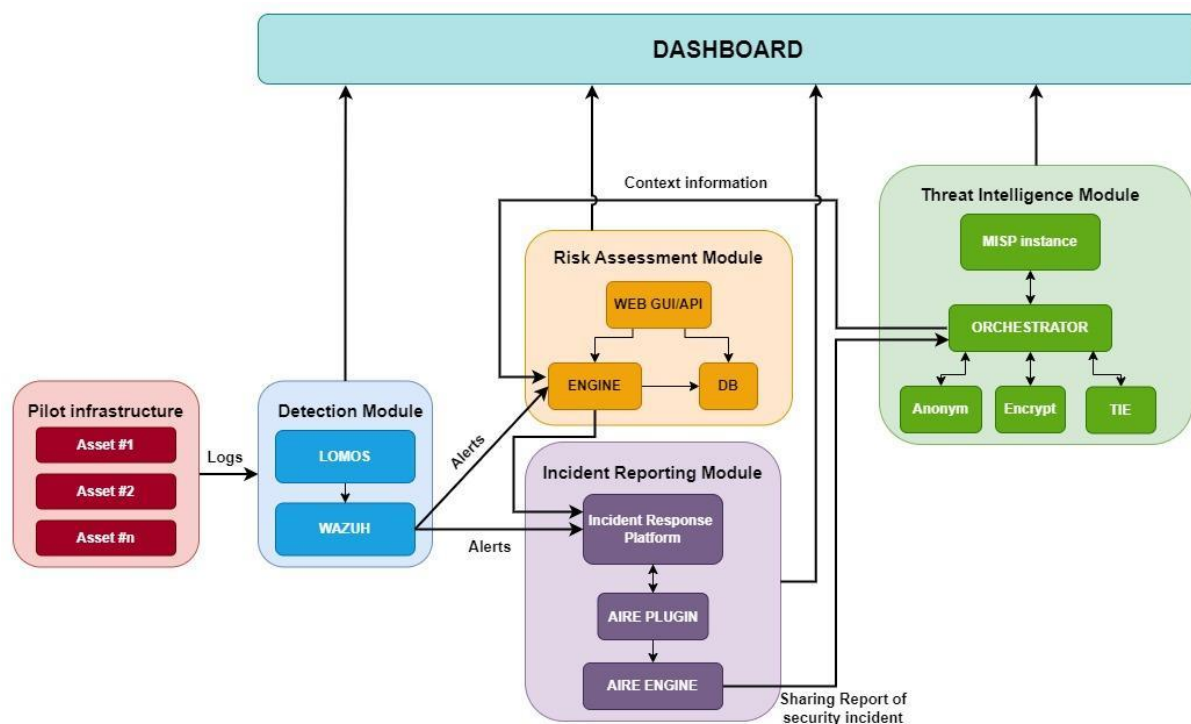 DASHBOARD
Context information
Threat Intelligence Module
MISP instance
ORCHESTRATOR
Anonym
Encrypt
TIE
Risk Assessment Module
WEB GUI/API
ENGINE
DB
Pilot infrastructure
Asset #1
Asset #2
Asset #n
Logs
Detection Module
LOMOS
WAZUH
Alerts
Alerts
Incident Reporting Module
Incident Response
Platform
AIRE PLUGIN
AIRE ENGINE
Sharing Report of
security incident